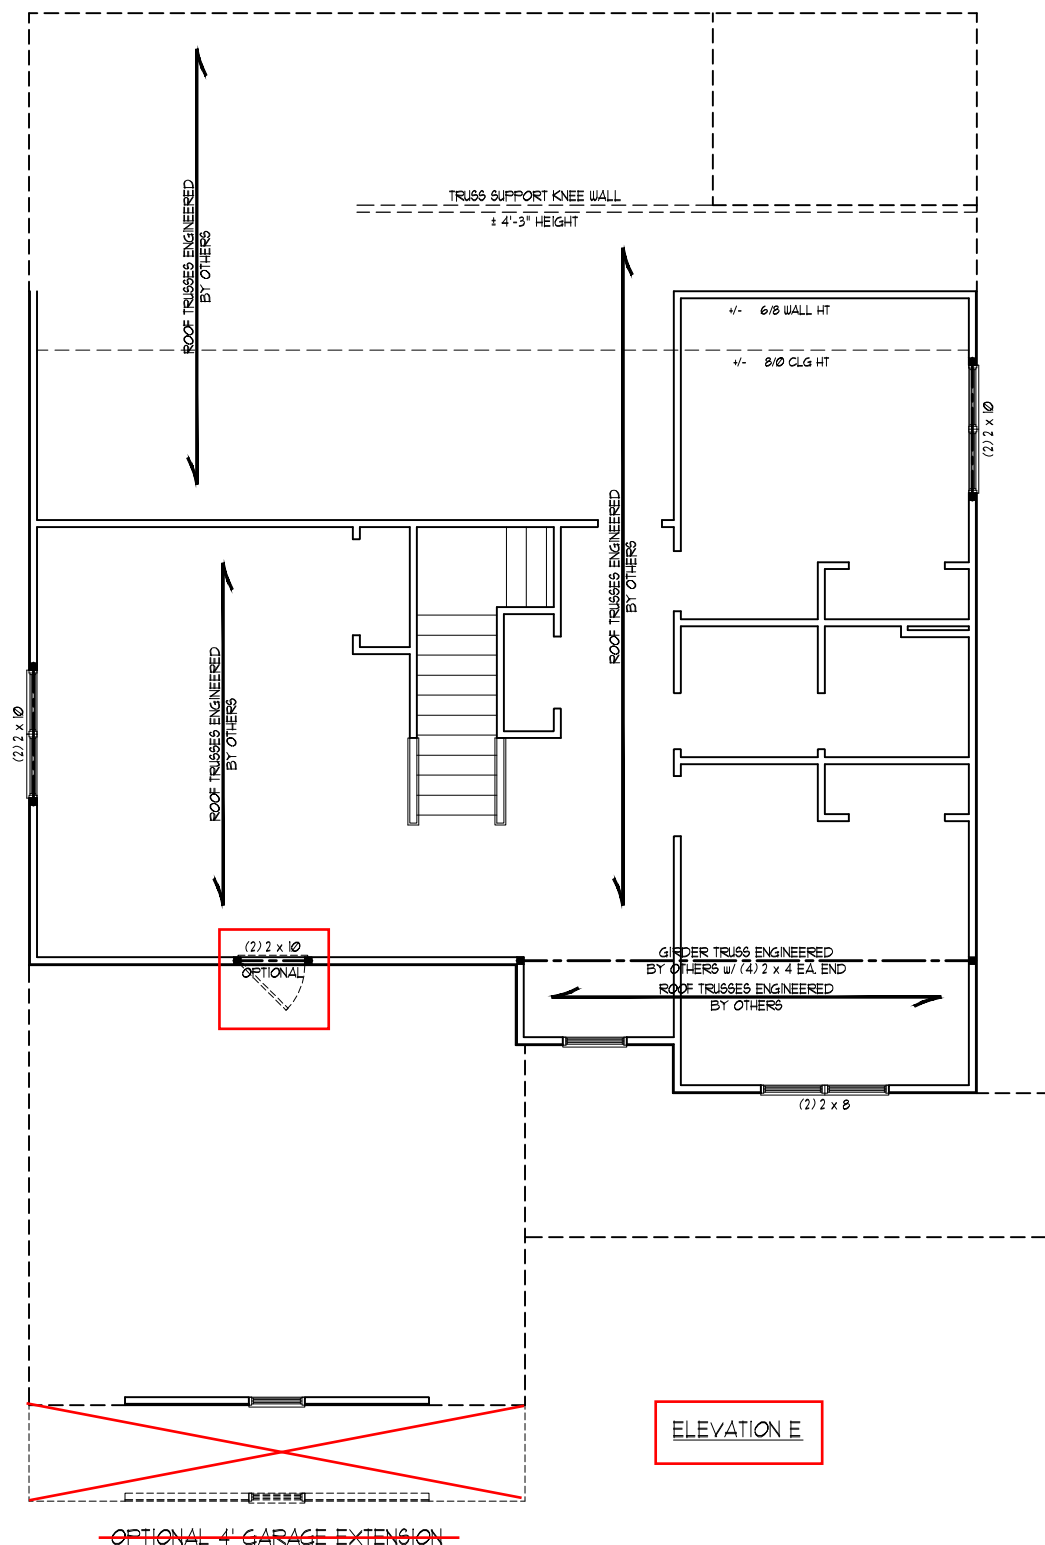 TRUSS SUPPORT KNEE WALL
± 4'-3" HEIGHT
ROOF TRUSSES ENGINEERED
BY OTHERS
+/- 6/8 WALL HT
+/- 8/0 CLG HT
(2) 2 x 10
ROOF TRUSSES ENGINEERED
BY OTHERS
ROOF TRUSSES ENGINEERED
BY OTHERS
(2) 2 x 10
(2) 2 x 10
OPTIONAL
GIRDER TRUSS ENGINEERED
BY OTHERS w/ (4) 2 x 4 EA. END
ROOF TRUSSES ENGINEERED
BY OTHERS
(2) 2 x 8
ELEVATION E
OPTIONAL 4' GARAGE EXTENSION